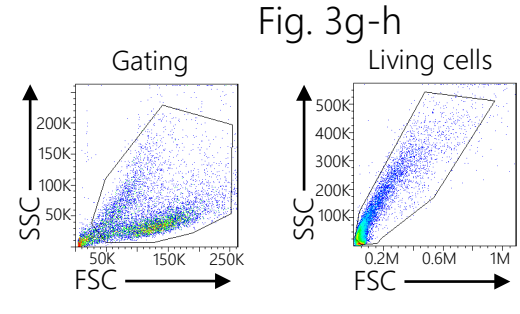 Fig. 3g-h
Gating
Living cells
SSC
200K
150K
100K
50K
50K 150K 250K
FSC
SSC
500K
400K
300K
200K
100K
0.2M 0.6M 1M
FSC